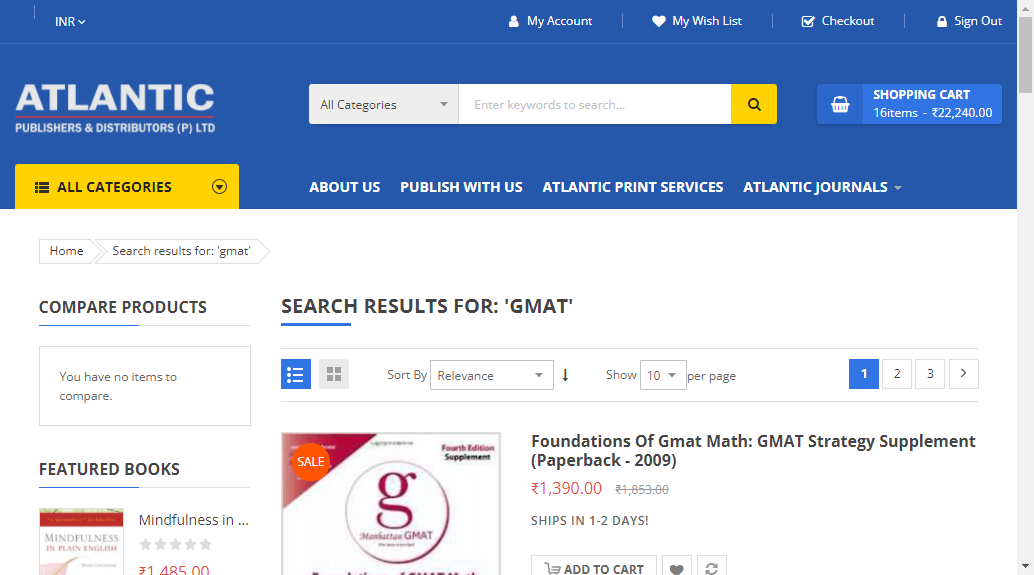 INR
My Account
My Wish List
Checkout
Sign Out
ATLANTIC
PUBLISHERS & DISTRIBUTORS (P) LTD
All Categories
Enter keywords to search...
SHOPPING CART
16items - ₹22,240.00
ALL CATEGORIES
ABOUT US
PUBLISH WITH US
ATLANTIC PRINT SERVICES
ATLANTIC JOURNALS
Home
Search results for: 'gmat'
COMPARE PRODUCTS
You have no items to
compare.
FEATURED BOOKS
MINDFULNESS
IN PLAIN ENGLISH
Mindfulness in ...
₹1,485.00
SEARCH RESULTS FOR: 'GMAT'
Sort By
Relevance
Show
10
per page
1
2
3
SALE
Fourth Edition
Supplement
g
Manhattan GMAT
Foundations Of Gmat Math: GMAT Strategy Supplement
(Paperback - 2009)
₹1,390.00 ₹1,853.00
SHIPS IN 1-2 DAYS!
ADD TO CART